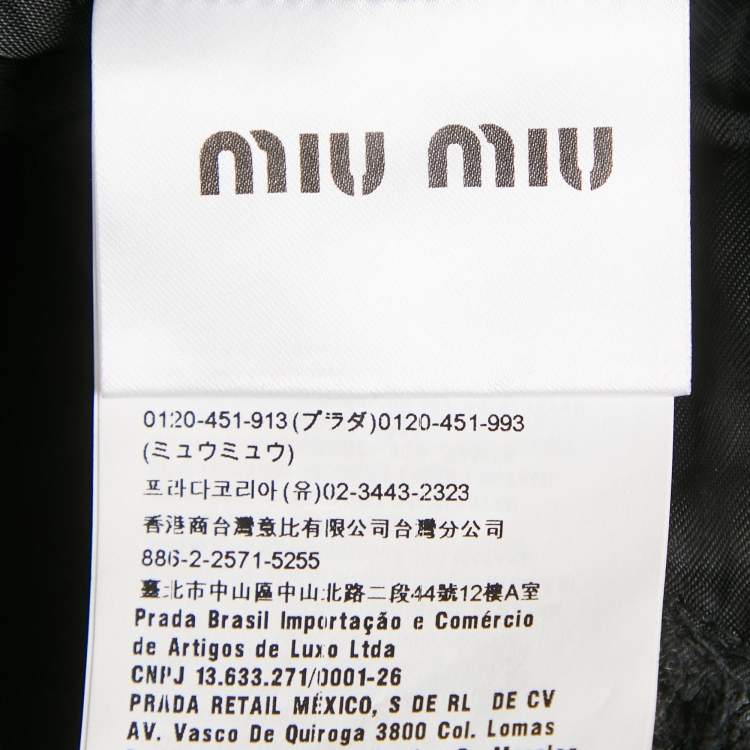 miu miu
0120-451-913(プラダ)0120-451-993
(ミュウミュウ)
프라다코리아(유)02-3443-2323
香港商台灣意比有限公司台灣分公司
886-2-2571-5255
臺北市中山區中山北路二段44號12樓A室
Prada Brasil Importação e Comércio
de Artigos de Luxo Ltda
CNPJ 13.633.271/0001-26
PRADA RETAIL MÉXICO, S DE RL DE CV
AV. Vasco De Quiroga 3800 Col. Lomas